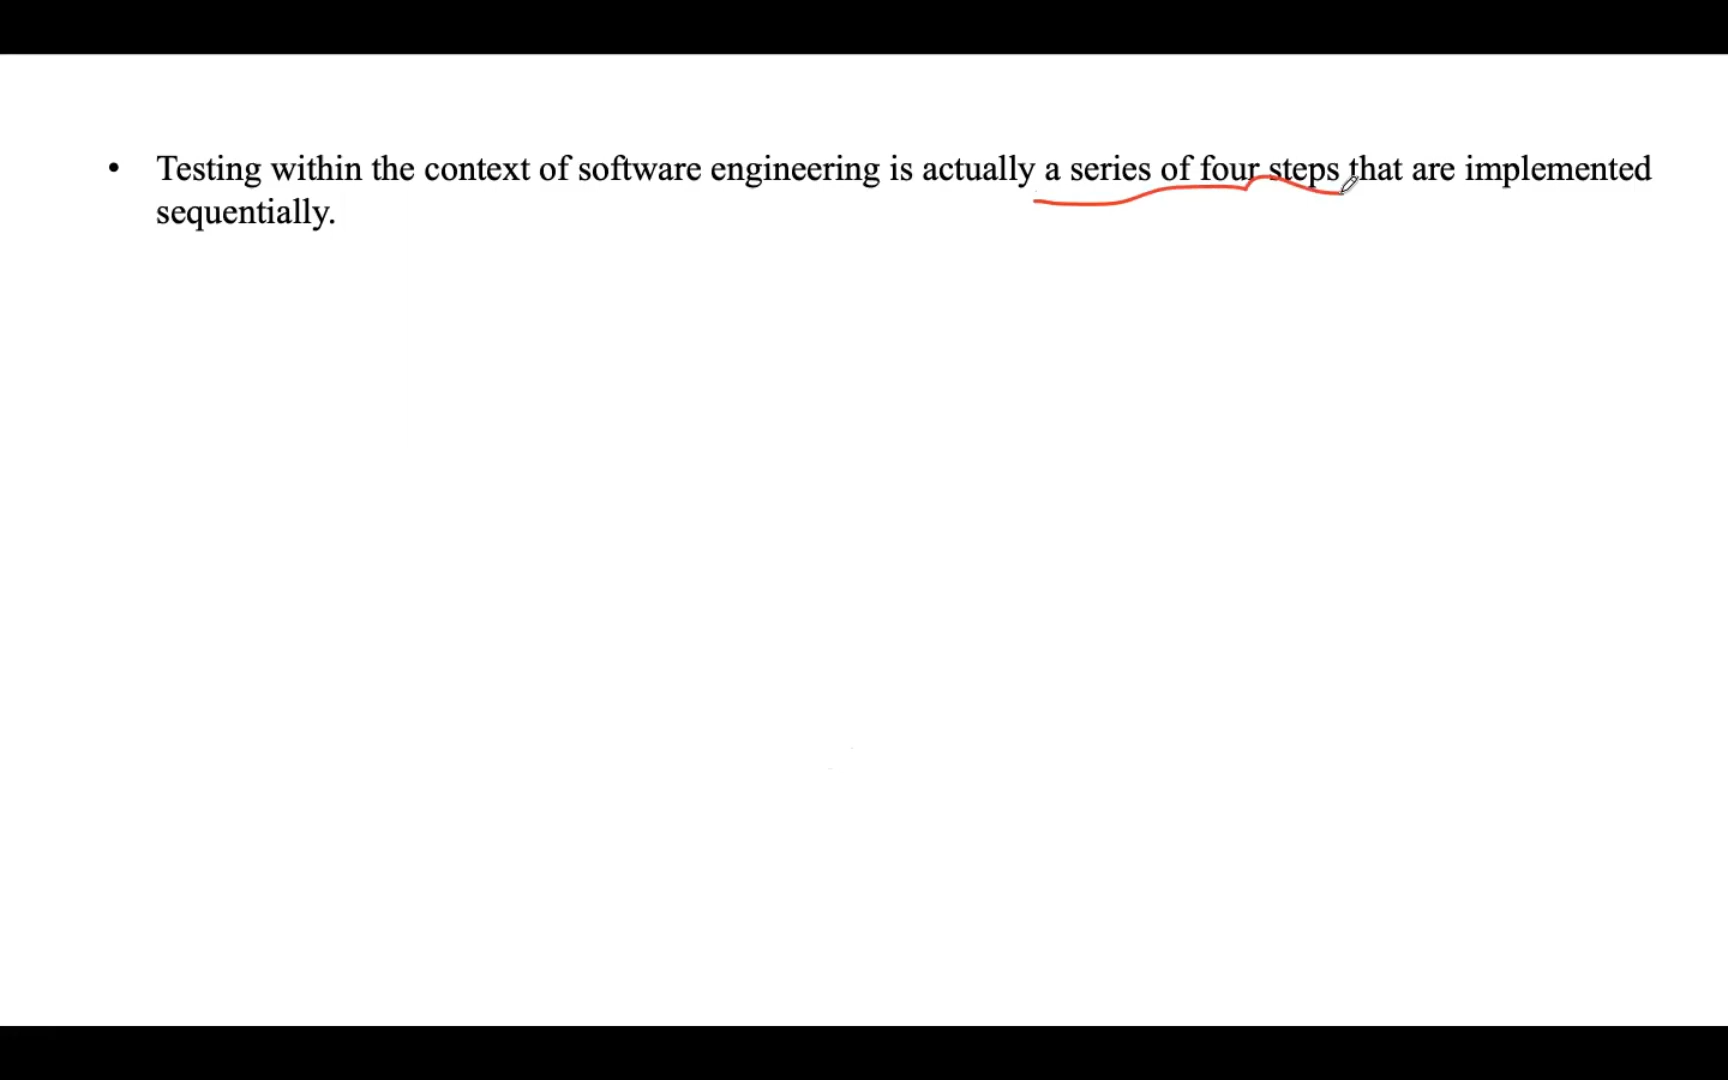 • Testing within the context of software engineering is actually a series of four steps that are implemented
sequentially.